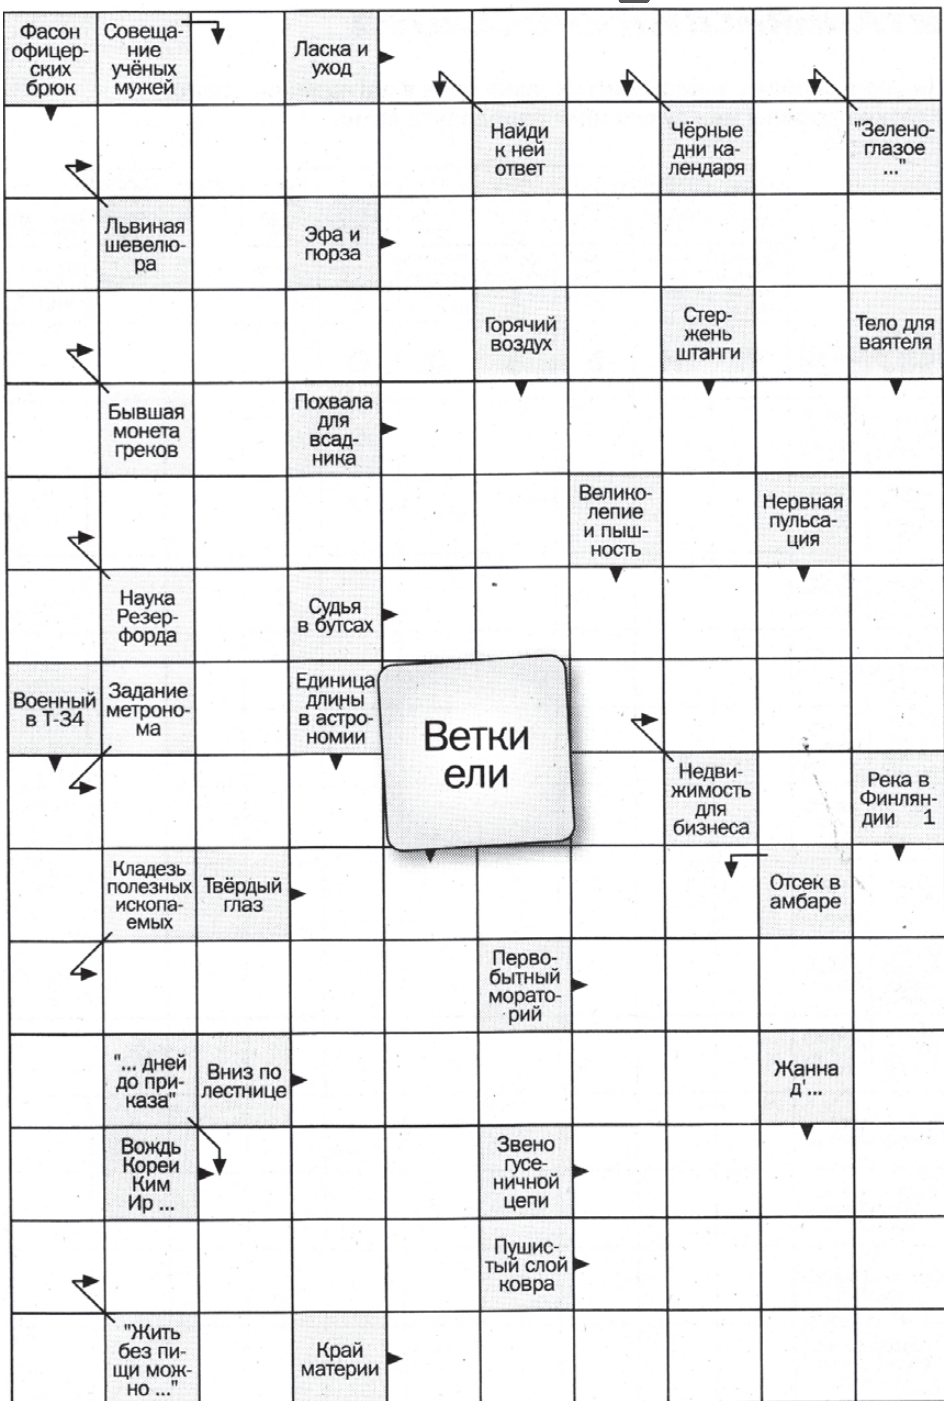 Фасон
офицер-
ских
брюк
Совеща-
ние
учёных
мужей
Ласка и
уход
Найди
к ней
ответ
Чёрные
дни ка-
лендаря
"Зелено-
глазое
..."
Львиная
шевелю-
ра
Эфа и
гюрза
Горячий
воздух
Стер-
жень
штанги
Тело для
ваятеля
Бывшая
монета
греков
Похвала
для
всад-
ника
Велико-
лепие
и пыш-
ность
Нервная
пульса-
ция
Наука
Резер-
форда
Судья
в бутсах
Военный
в Т-34
Задание
метроно-
ма
Единица
длины
в астро-
номии
Ветки
ели
Недви-
жимость
для
бизнеса
Река в
Финлян-
дии 1
Кладезь
полезных
ископа-
емых
Твёрдый
глаз
Отсек в
амбаре
Перво-
бытный
морато-
рий
"... дней
до при-
каза"
Вниз по
лестнице
Жанна
д'...
Вождь
Кореи
Ким
Ир ...
Звено
гусе-
ничной
цепи
Пушис-
тый слой
ковра
"Жить
без пи-
щи мож-
но ..."
Край
материи